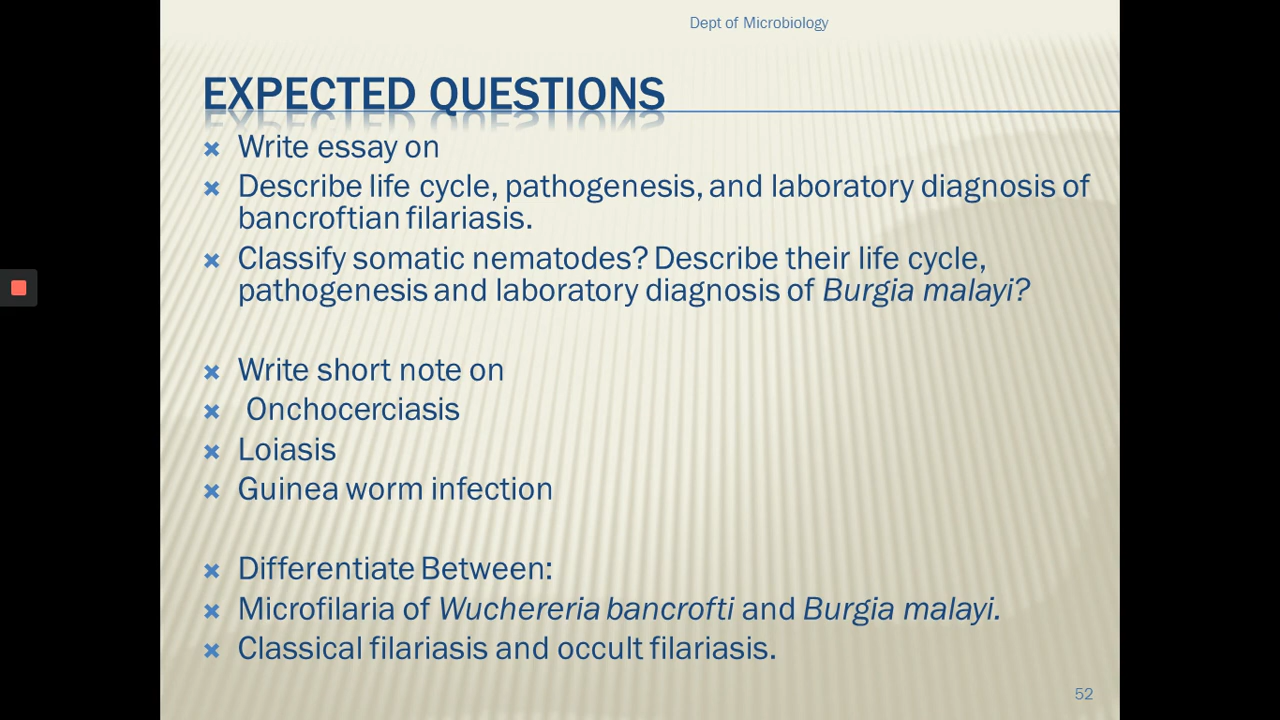 Dept of Microbiology
EXPECTED QUESTIONS
Write essay on
Describe life cycle, pathogenesis, and laboratory diagnosis of
bancroftian filariasis.
Classify somatic nematodes? Describe their life cycle,
pathogenesis and laboratory diagnosis of Burgia malayi?
Write short note on
Onchocerciasis
Loiasis
Guinea worm infection
Differentiate Between:
Microfilaria of Wuchereria bancrofti and Burgia malayi.
Classical filariasis and occult filariasis.
52